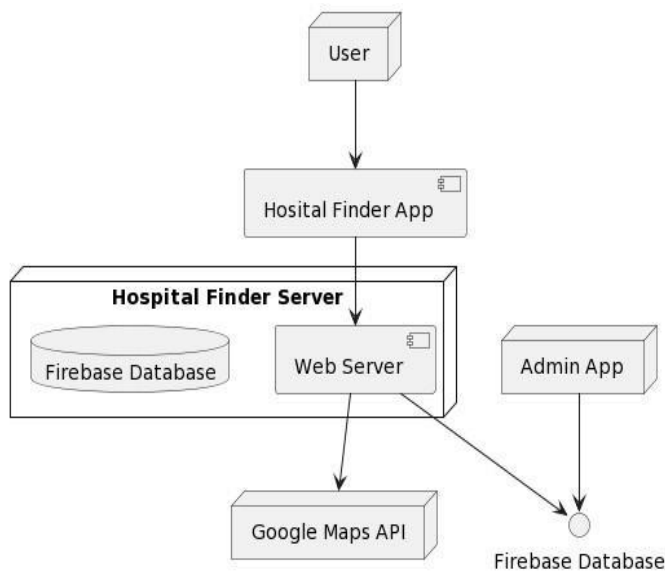 User
Hosital Finder App
Hospital Finder Server
Firebase Database
Web Server
Admin App
Google Maps API
Firebase Database